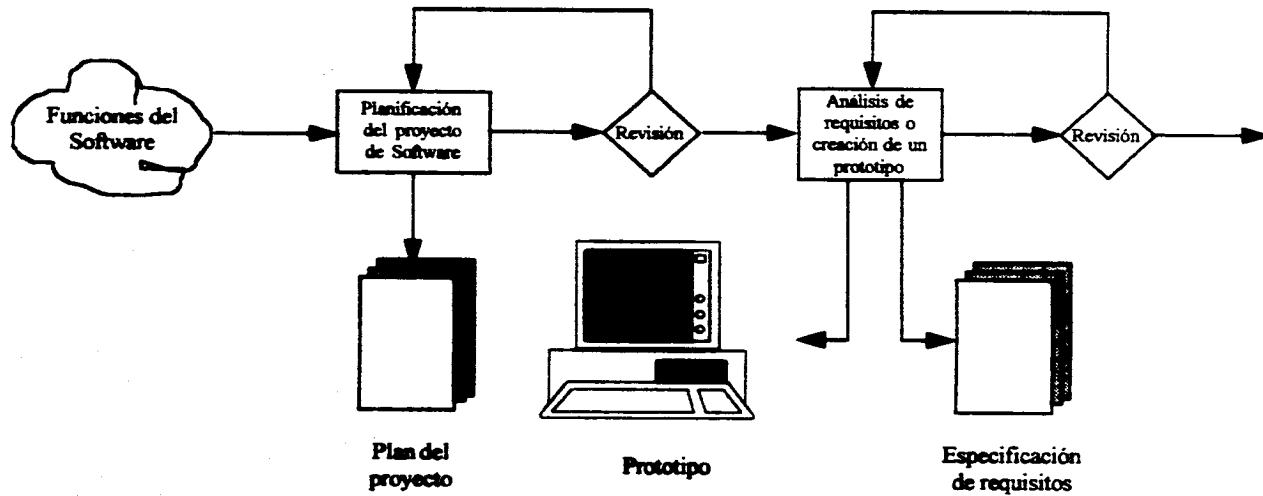 Funciones del
Software
Planificación
del proyecto
de Software
Revisión
Análisis de
requisitos o
creación de un
prototipo
Revisión
Plan del
proyecto
Prototipo
Especificación
de requisitos